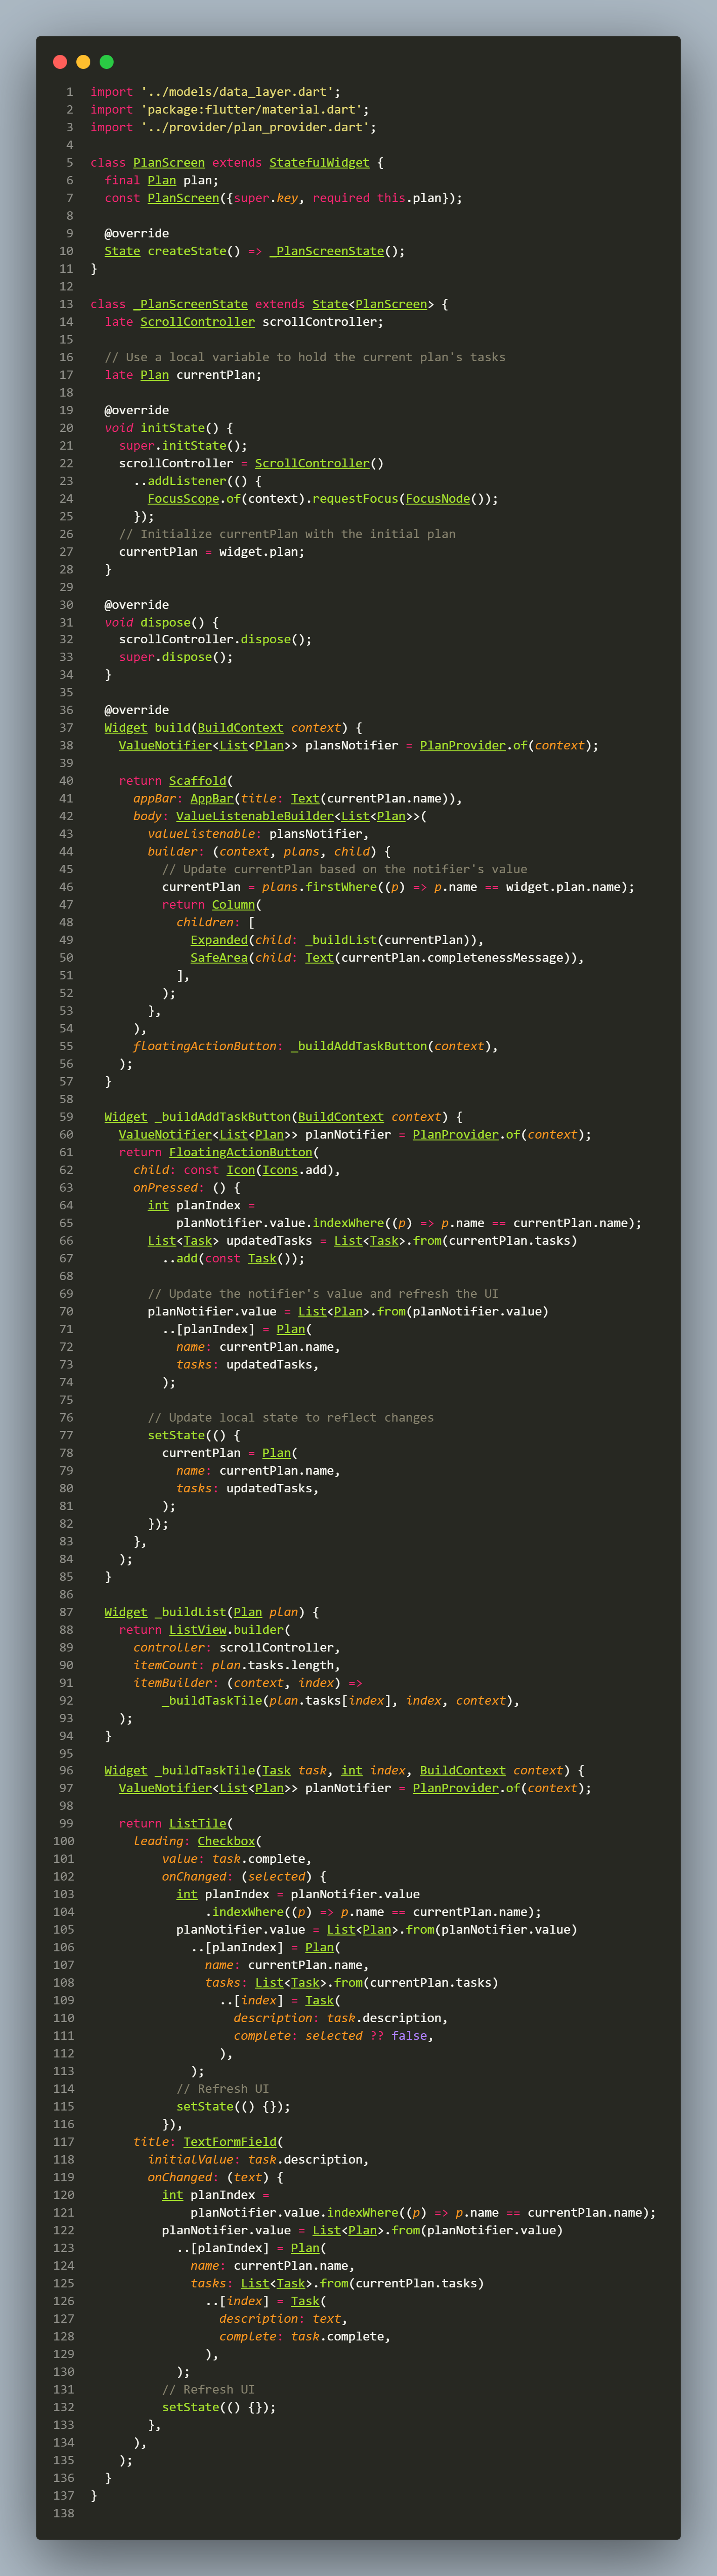 1 import '../models/data_layer.dart';
2 import 'package:flutter/material.dart';
3 import '../provider/plan_provider.dart';
4
5 class PlanScreen extends StatefulWidget {
6   final Plan plan;
7   const PlanScreen({super.key, required this.plan});
8
9   @override
10   State createState() => _PlanScreenState();
11 }
12
13 class _PlanScreenState extends State<PlanScreen> {
14   late ScrollController scrollController;
15
16   // Use a local variable to hold the current plan's tasks
17   late Plan currentPlan;
18
19   @override
20   void initState() {
21     super.initState();
22     scrollController = ScrollController()
23       ..addListener(() {
24         FocusScope.of(context).requestFocus(FocusNode());
25       });
26     // Initialize currentPlan with the initial plan
27     currentPlan = widget.plan;
28   }
29
30   @override
31   void dispose() {
32     scrollController.dispose();
33     super.dispose();
34   }
35
36   @override
37   Widget build(BuildContext context) {
38     ValueNotifier<List<Plan>> plansNotifier = PlanProvider.of(context);
39
40     return Scaffold(
41       appBar: AppBar(title: Text(currentPlan.name)),
42       body: ValueListenableBuilder<List<Plan>>(
43         valueListenable: plansNotifier,
44         builder: (context, plans, child) {
45           // Update currentPlan based on the notifier's value
46           currentPlan = plans.firstWhere((p) => p.name == widget.plan.name);
47           return Column(
48             children: [
49               Expanded(child: _buildList(currentPlan)),
50               SafeArea(child: Text(currentPlan.completenessMessage)),
51             ],
52           );
53         },
54       ),
55       floatingActionButton: _buildAddTaskButton(context),
56     );
57   }
58
59   Widget _buildAddTaskButton(BuildContext context) {
60     ValueNotifier<List<Plan>> planNotifier = PlanProvider.of(context);
61     return FloatingActionButton(
62       child: const Icon(Icons.add),
63       onPressed: () {
64         int planIndex =
65             planNotifier.value.indexWhere((p) => p.name == currentPlan.name);
66         List<Task> updatedTasks = List<Task>.from(currentPlan.tasks)
67           ..add(const Task());
68
69         // Update the notifier's value and refresh the UI
70         planNotifier.value = List<Plan>.from(planNotifier.value)
71           ..[planIndex] = Plan(
72             name: currentPlan.name,
73             tasks: updatedTasks,
74           );
75
76         // Update local state to reflect changes
77         setState(() {
78           currentPlan = Plan(
79             name: currentPlan.name,
80             tasks: updatedTasks,
81           );
82         });
83       },
84     );
85   }
86
87   Widget _buildList(Plan plan) {
88     return ListView.builder(
89       controller: scrollController,
90       itemCount: plan.tasks.length,
91       itemBuilder: (context, index) =>
92           _buildTaskTile(plan.tasks[index], index, context),
93     );
94   }
95
96   Widget _buildTaskTile(Task task, int index, BuildContext context) {
97     ValueNotifier<List<Plan>> planNotifier = PlanProvider.of(context);
98
99     return ListTile(
100       leading: Checkbox(
101           value: task.complete,
102           onChanged: (selected) {
103             int planIndex = planNotifier.value
104                 .indexWhere((p) => p.name == currentPlan.name);
105             planNotifier.value = List<Plan>.from(planNotifier.value)
106               ..[planIndex] = Plan(
107                 name: currentPlan.name,
108                 tasks: List<Task>.from(currentPlan.tasks)
109                   ..[index] = Task(
110                     description: task.description,
111                     complete: selected ?? false,
112                   ),
113               );
114             // Refresh UI
115             setState(() {});
116           }),
117       title: TextFormField(
118         initialValue: task.description,
119         onChanged: (text) {
120           int planIndex =
121               planNotifier.value.indexWhere((p) => p.name == currentPlan.name);
122           planNotifier.value = List<Plan>.from(planNotifier.value)
123             ..[planIndex] = Plan(
124               name: currentPlan.name,
125               tasks: List<Task>.from(currentPlan.tasks)
126                 ..[index] = Task(
127                   description: text,
128                   complete: task.complete,
129                 ),
130             );
131           // Refresh UI
132           setState(() {});
133         },
134       ),
135     );
136   }
137 }
138